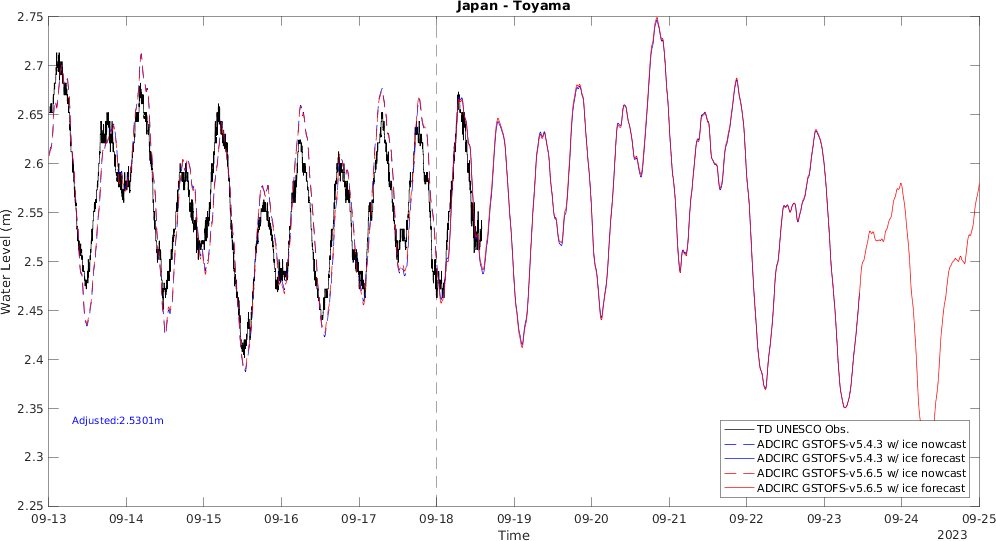 Japan - Toyama
2.75
2.7
2.65
2.6
2.55
2.5
2.45
2.4
2.35
2.3
2.25
Water Level (m)
Adjusted:2.5301m
TD UNESCO Obs.
ADCIRC GSTOFS-v5.4.3 w/ ice nowcast
ADCIRC GSTOFS-v5.4.3 w/ ice forecast
ADCIRC GSTOFS-v5.6.5 w/ ice nowcast
ADCIRC GSTOFS-v5.6.5 w/ ice forecast
09-13 09-14 09-15 09-16 09-17 09-18 09-19 09-20 09-21 09-22 09-23 09-24 09-25
Time
2023